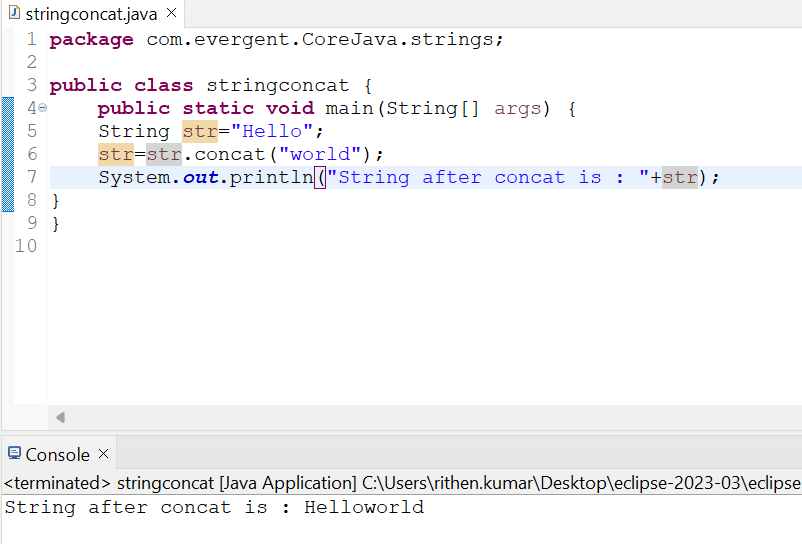 stringconcat.java
1 package com.evergent.CoreJava.strings;
2
3 public class stringconcat {
4 public static void main(String[] args) {
5 String str="Hello";
6 str=str.concat("world");
7 System.out.println("String after concat is : "+str);
8 }
9 }
10
Console
<terminated> stringconcat [Java Application] C:\Users\rithen.kumar\Desktop\eclipse-2023-03\eclipse
String after concat is : Helloworld